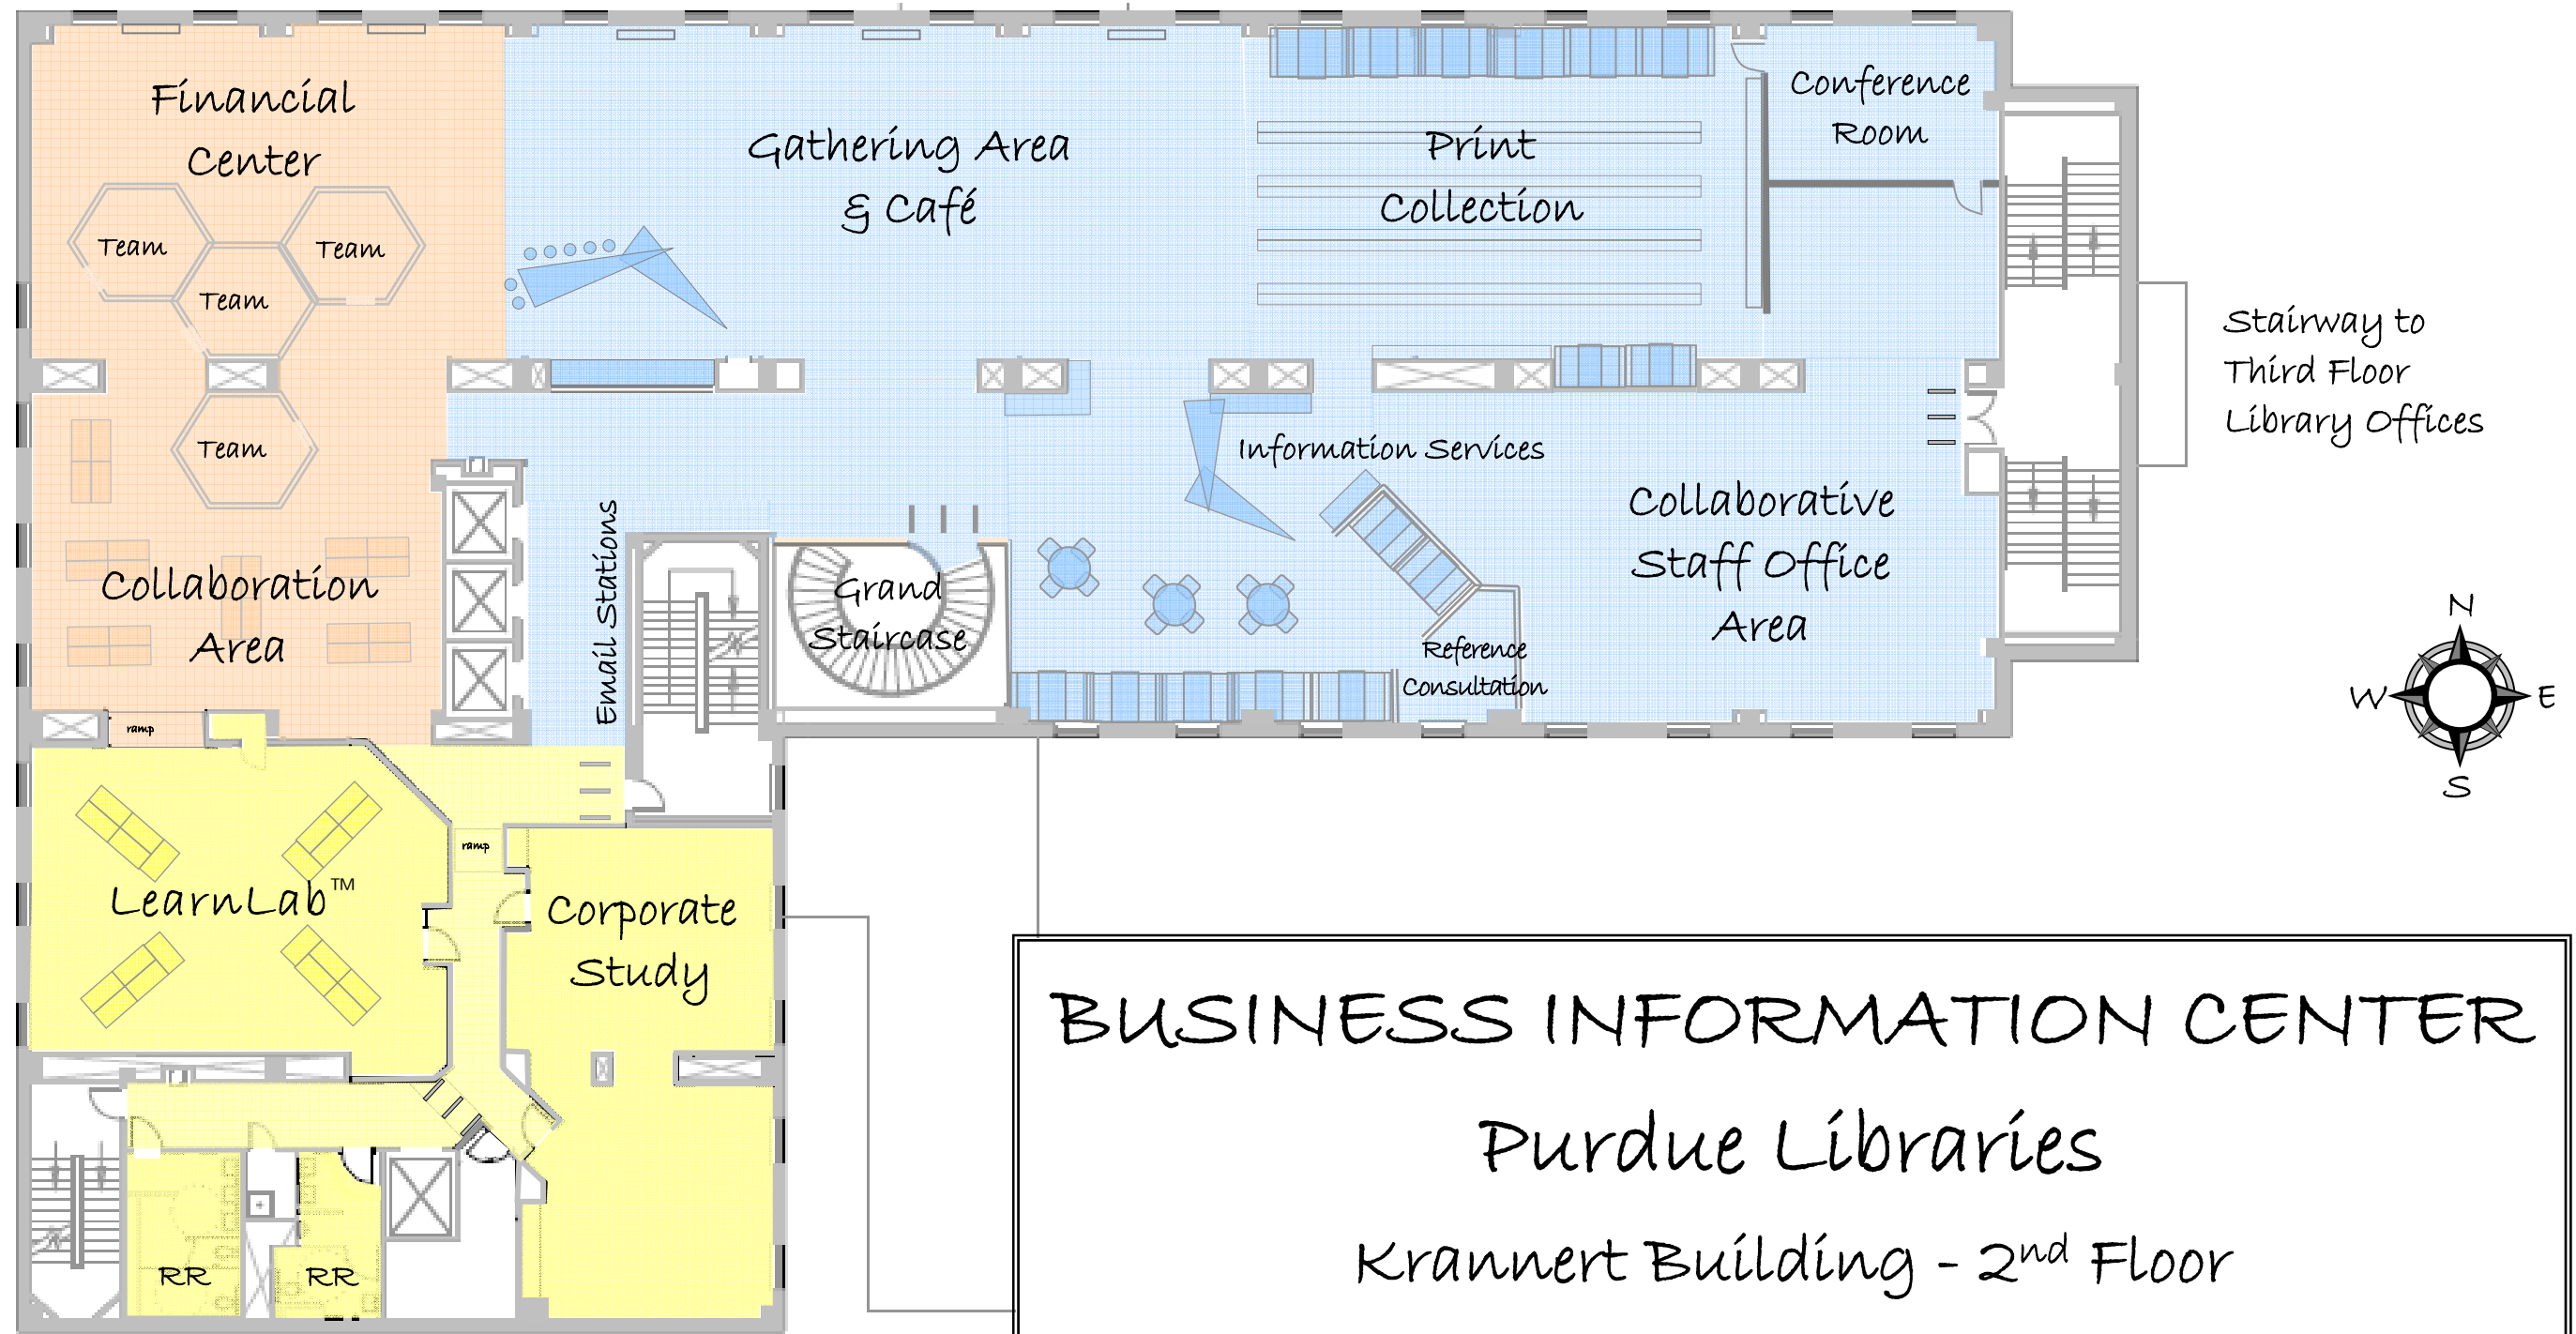 Financial
Center
Gathering Area
& Café
Print
Collection
Conference
Room
Team
Team
Team
Team
Stairway to
Third Floor
Library Offices
Information Services
Collaborative
Staff Office
Area
Email Stations
Grand
Staircase
Collaboration
Area
Reference
Consultation
N
W
E
S
ramp
ramp
LearnLab™
Corporate
Study
RR
RR
BUSINESS INFORMATION CENTER
Purdue Libraries
Krannert Building - 2nd Floor